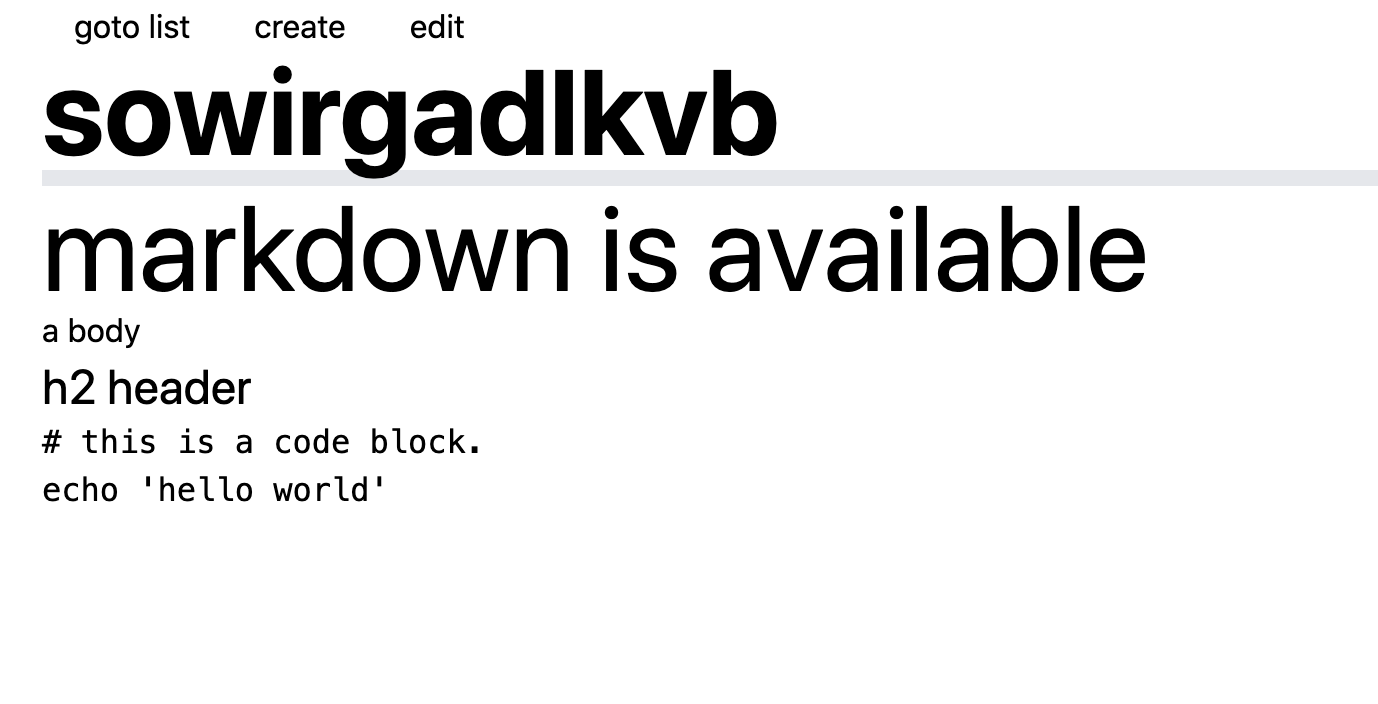 goto list create edit
sowirgadlkvb
markdown is available
a body
h2 header
# this is a code block.
echo 'hello world'